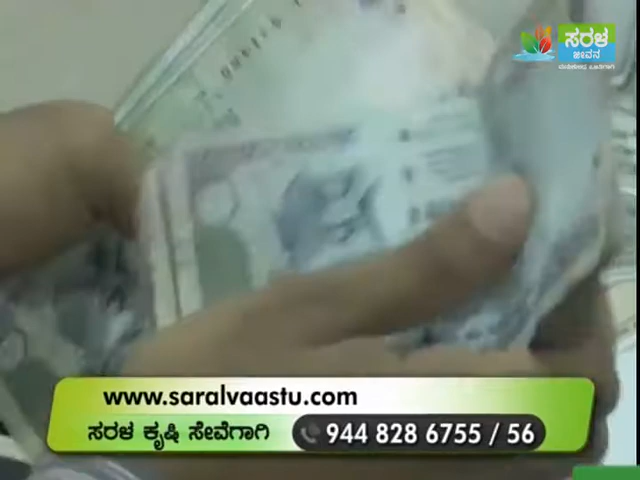 ಸರಳ
ಜೀವನ
www.saralvaastu.com
ಸರಳ ಕೃಷಿ ಸೇವೆಗಾಗಿ
944 828 6755 / 56